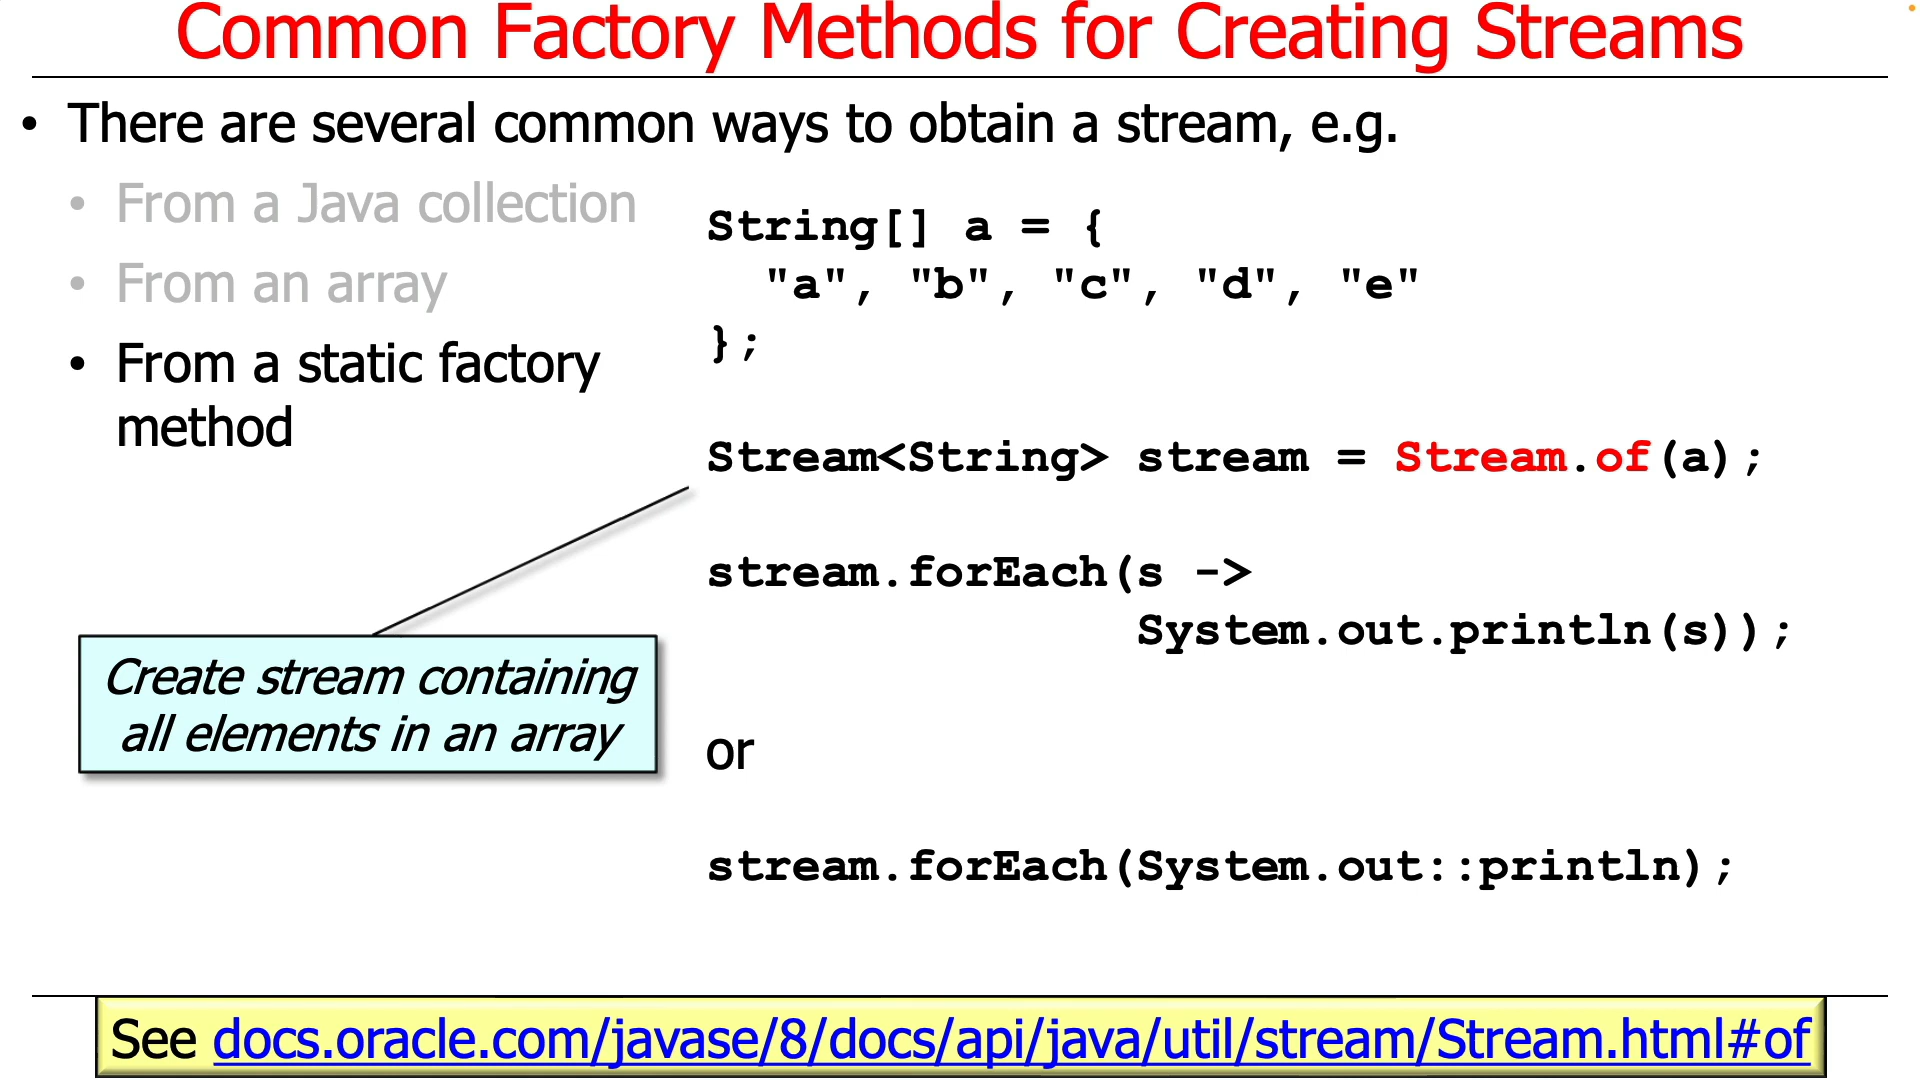 Common Factory Methods for Creating Streams
• There are several common ways to obtain a stream, e.g.
• From a Java collection
• From an array
• From a static factory
method
String[] a = {
"a", "b", "c", "d", "e"
};
Stream<String> stream = Stream.of(a);
stream.forEach(s ->
System.out.println(s));
or
stream.forEach(System.out::println);
Create stream containing
all elements in an array
See docs.oracle.com/javase/8/docs/api/java/util/stream/Stream.html#of